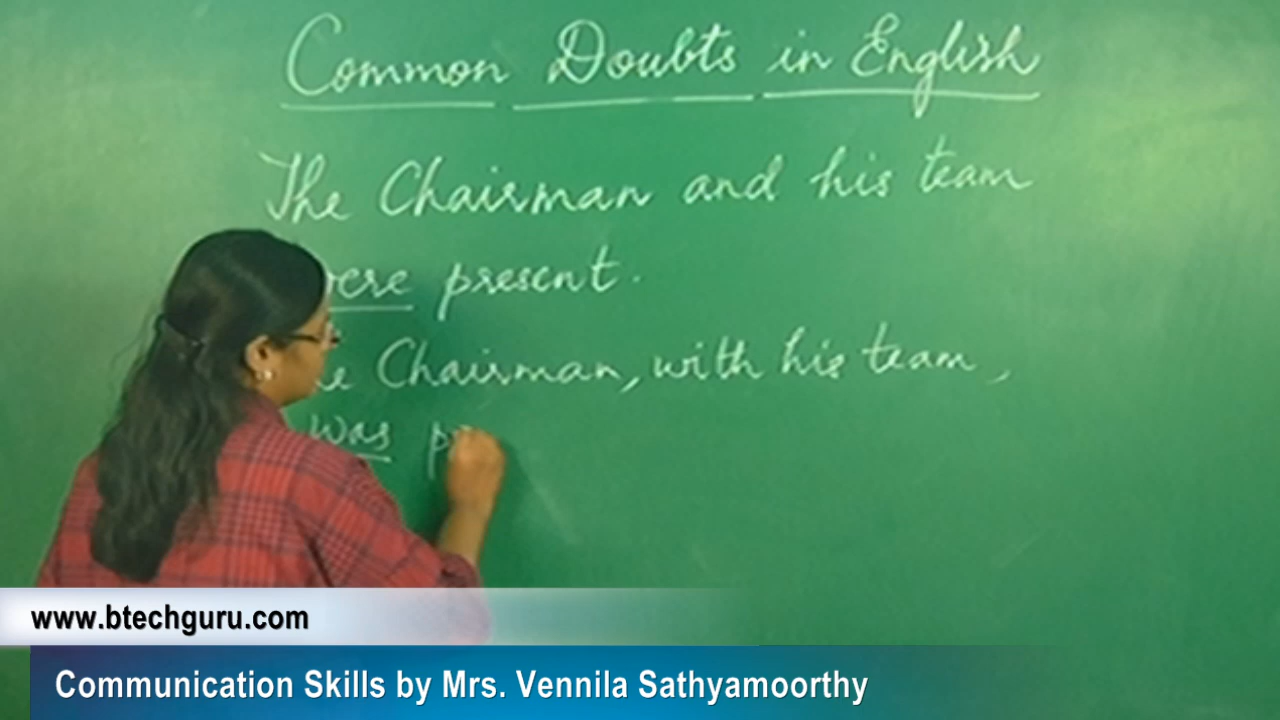 Common Doubts in English
The Chairman and his team
were present.
The Chairman, with his team,
was p
www.btechguru.com
Communication Skills by Mrs. Vennila Sathyamoorthy